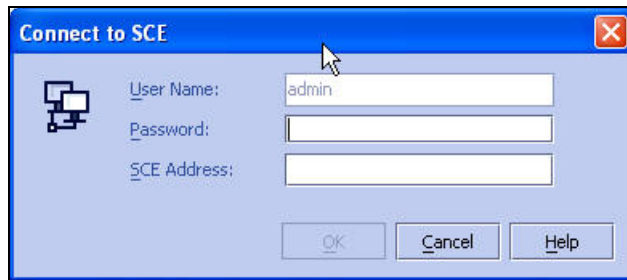 Connect to SCE
User Name:
admin
Password:
SCE Address:
OK
Cancel
Help